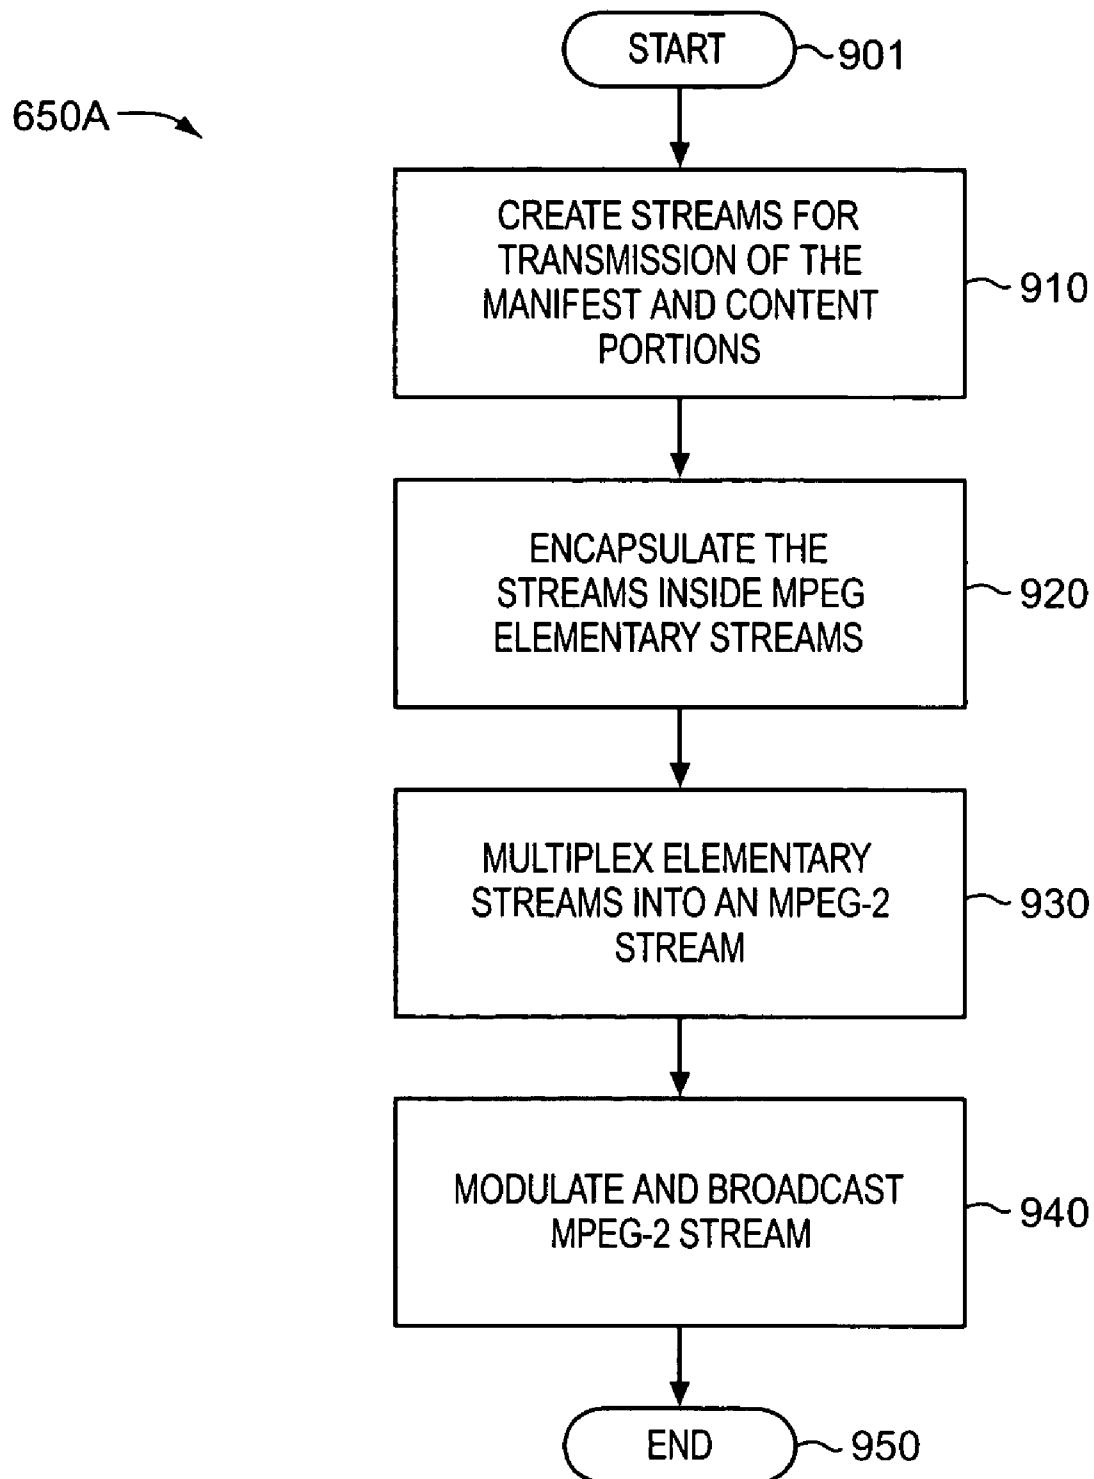 START
901
650A
CREATE STREAMS FOR
TRANSMISSION OF THE
MANIFEST AND CONTENT
PORTIONS
910
ENCAPSULATE THE
STREAMS INSIDE MPEG
ELEMENTARY STREAMS
920
MULTIPLEX ELEMENTARY
STREAMS INTO AN MPEG-2
STREAM
930
MODULATE AND BROADCAST
MPEG-2 STREAM
940
END
950